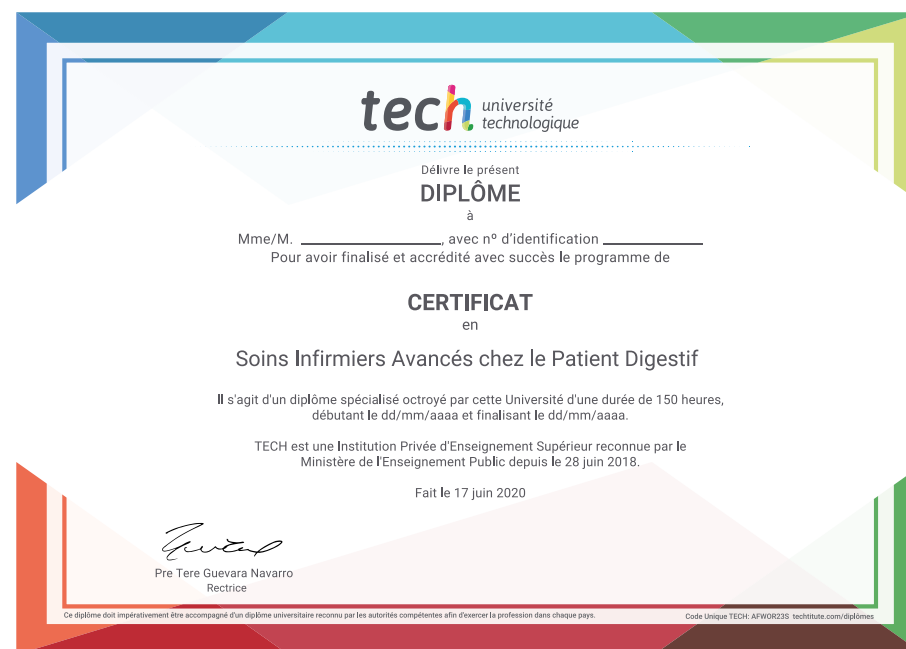 tech université
technologique
Délivre le présent
DIPLÔME
à
Mme/M. ____________________, avec nº d'identification ______________
Pour avoir finalisé et accrédité avec succès le programme de
CERTIFICAT
en
Soins Infirmiers Avancés chez le Patient Digestif
Il s'agit d'un diplôme spécialisé octroyé par cette Université d'une durée de 150 heures,
débutant le dd/mm/aaaa et finalisant le dd/mm/aaaa.
TECH est une Institution Privée d'Enseignement Supérieur reconnue par le
Ministère de l'Enseignement Public depuis le 28 juin 2018.
Fait le 17 juin 2020
Pre Tere Guevara Navarro
Rectrice
Ce diplôme doit impérativement être accompagné d'un diplôme universitaire reconnu par les autorités compétentes afin d'exercer la profession dans chaque pays.
Code Unique TECH: AFWOR23S techtitute.com/diplômes